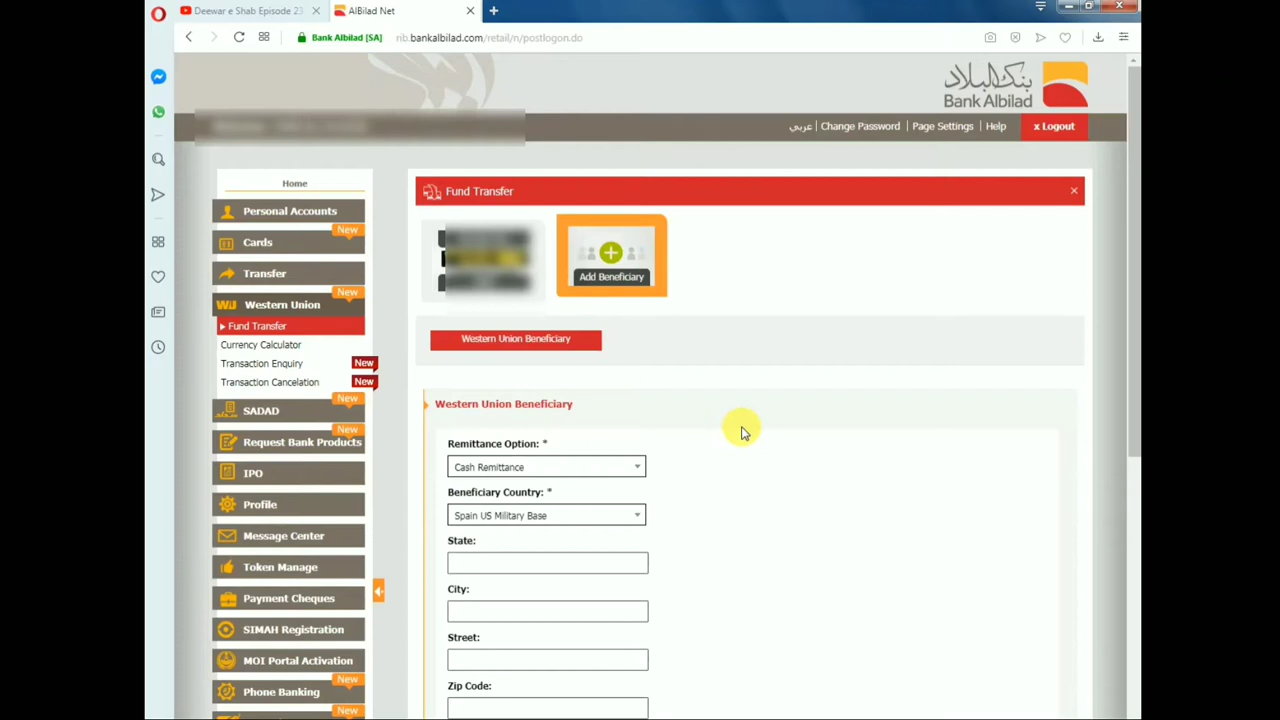 Deewar e Shab Episode 23
AlBilad Net
Bank Albilad [SA]
rib.bankalbilad.com/retail/n/postlogon.do
بنك البلاد
Bank Albilad
عربي | Change Password | Page Settings | Help
x Logout
Home
Personal Accounts
New
Cards
Transfer
New
Western Union
Fund Transfer
Currency Calculator
Transaction Enquiry New
Transaction Cancelation New
New
SADAD
New
Request Bank Products
IPO
Profile
Message Center
Token Manage
Payment Cheques
SIMAH Registration
MOI Portal Activation
New
Phone Banking
New
Fund Transfer
Add Beneficiary
Western Union Beneficiary
Western Union Beneficiary
Remittance Option: *
Cash Remittance
Beneficiary Country: *
Spain US Military Base
State:
City:
Street:
Zip Code: